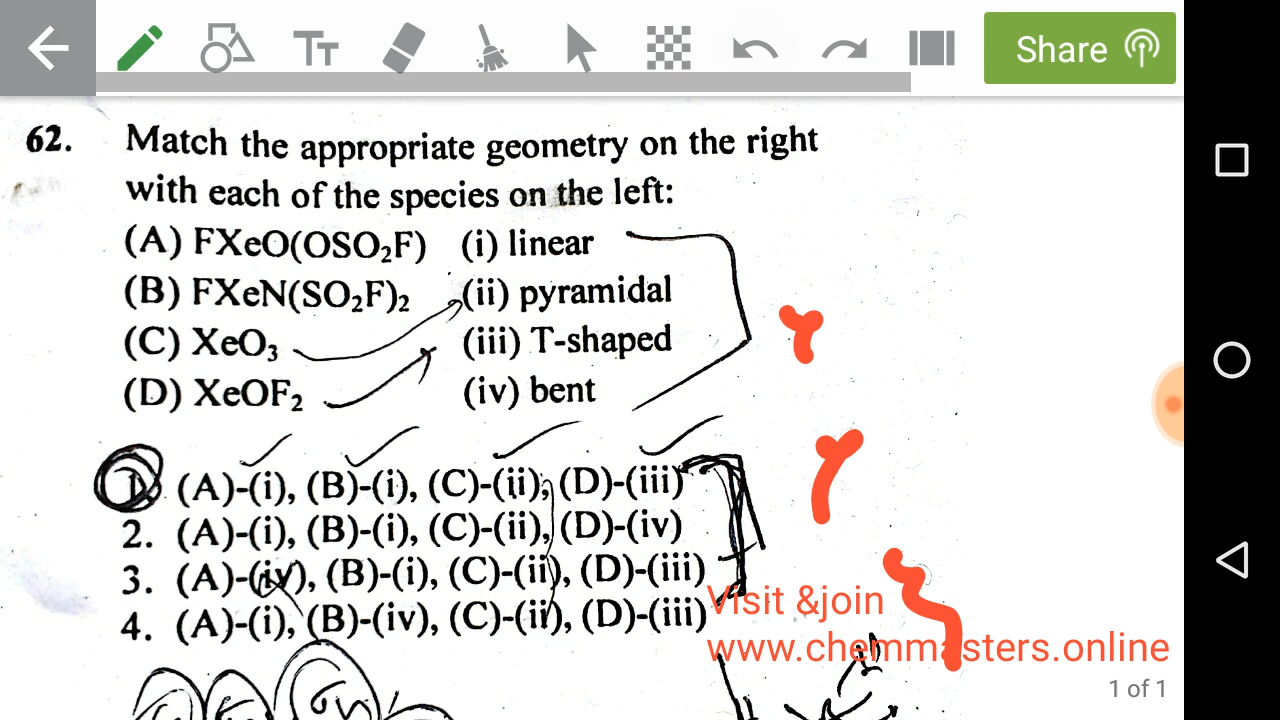 Share
62. Match the appropriate geometry on the right
with each of the species on the left:
(A) FXeO(OSO₂F) (i) linear
(B) FXeN(SO₂F)₂ (ii) pyramidal
(C) XeO₃ (iii) T-shaped
(D) XeOF₂ (iv) bent
1. (A)-(i), (B)-(i), (C)-(ii), (D)-(iii)
2. (A)-(i), (B)-(i), (C)-(ii), (D)-(iv)
3. (A)-(iv), (B)-(i), (C)-(ii), (D)-(iii)
4. (A)-(i), (B)-(iv), (C)-(ii), (D)-(iii)
Visit &join
www.chemmasters.online
1 of 1